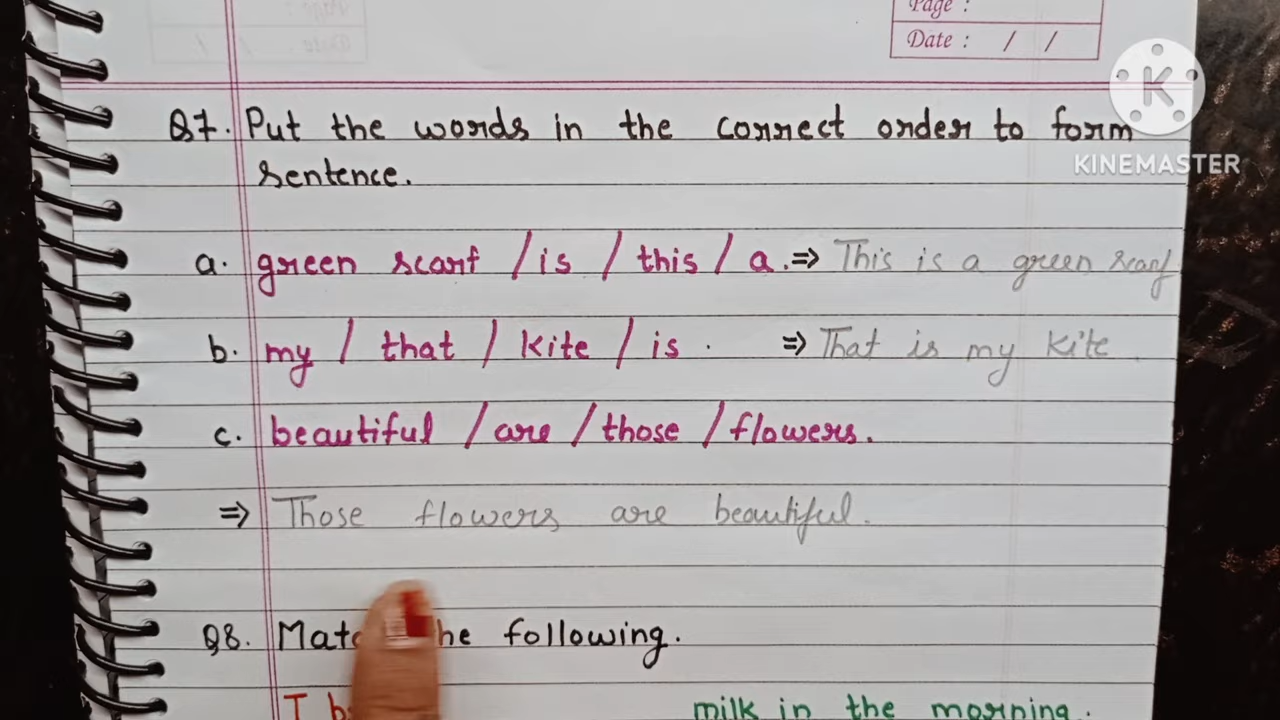 Page :
Date : / /
K
KINEMASTER
Q7. Put the words in the correct order to form
sentence.
a. green scarf / is / this / a. ⇒ This is a green scarf
b. my / that / kite / is . ⇒ That is my kite
c. beautiful / are / those / flowers.
⇒ Those flowers are beautiful.
Q8. following.
I milk in the morning.